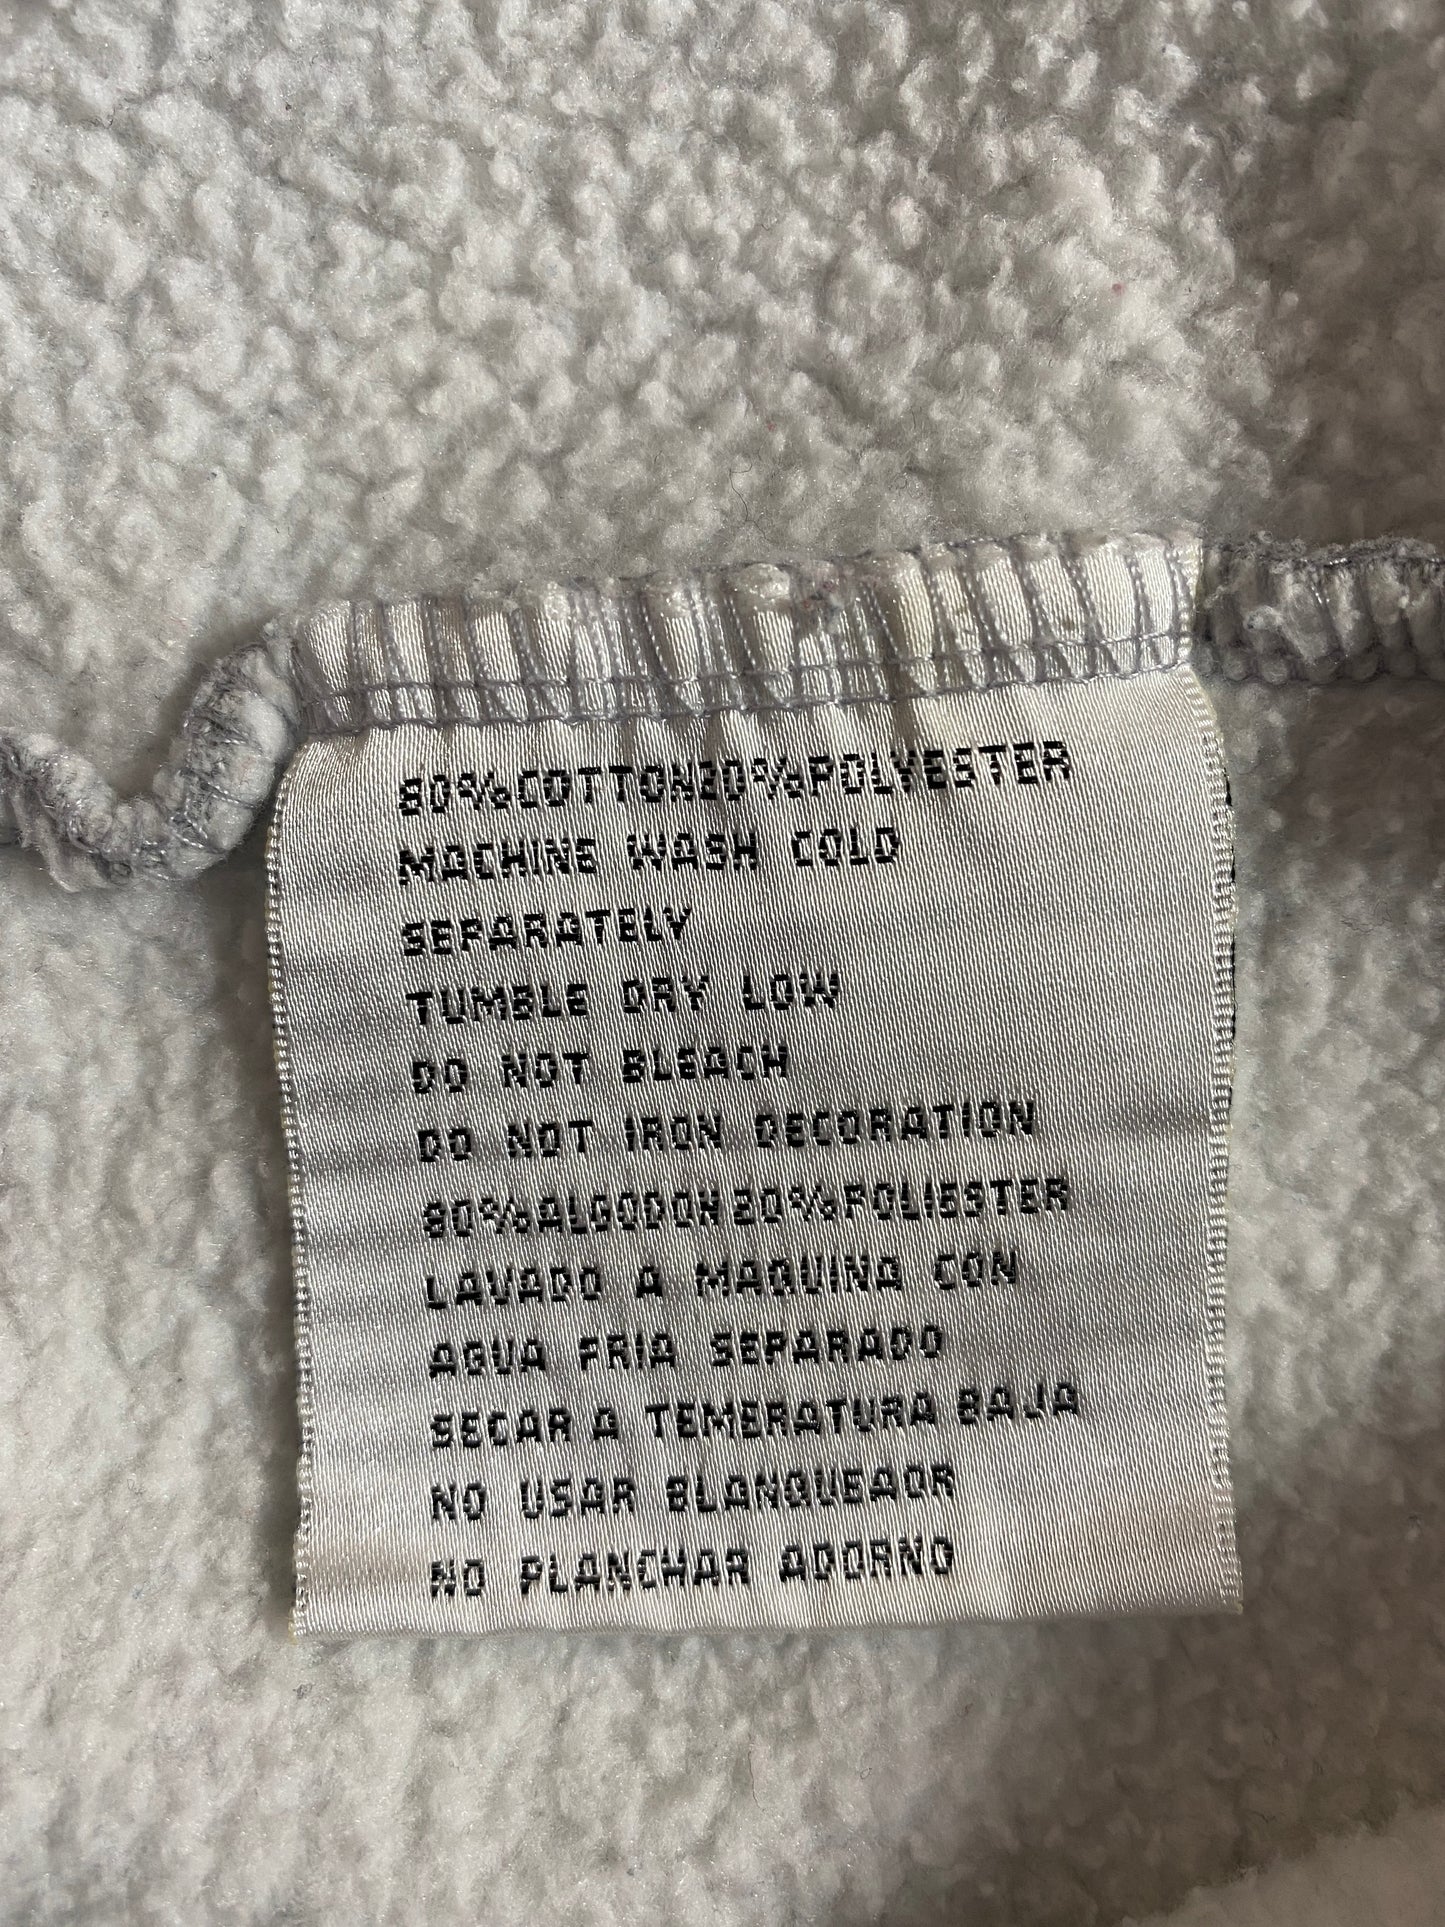 80%COTTON20%POLYESTER
MACHINE WASH COLD
SEPARATELY
TUMBLE DRY LOW
DO NOT BLEACH
DO NOT IRON DECORATION
80%ALGODON 20%POLIESTER
LAVADO A MAQUINA CON
AGUA FRIA SEPARADO
SECAR A TEMERATURA BAJA
NO USAR BLANQUEAOR
NO PLANCHAR ADORNO